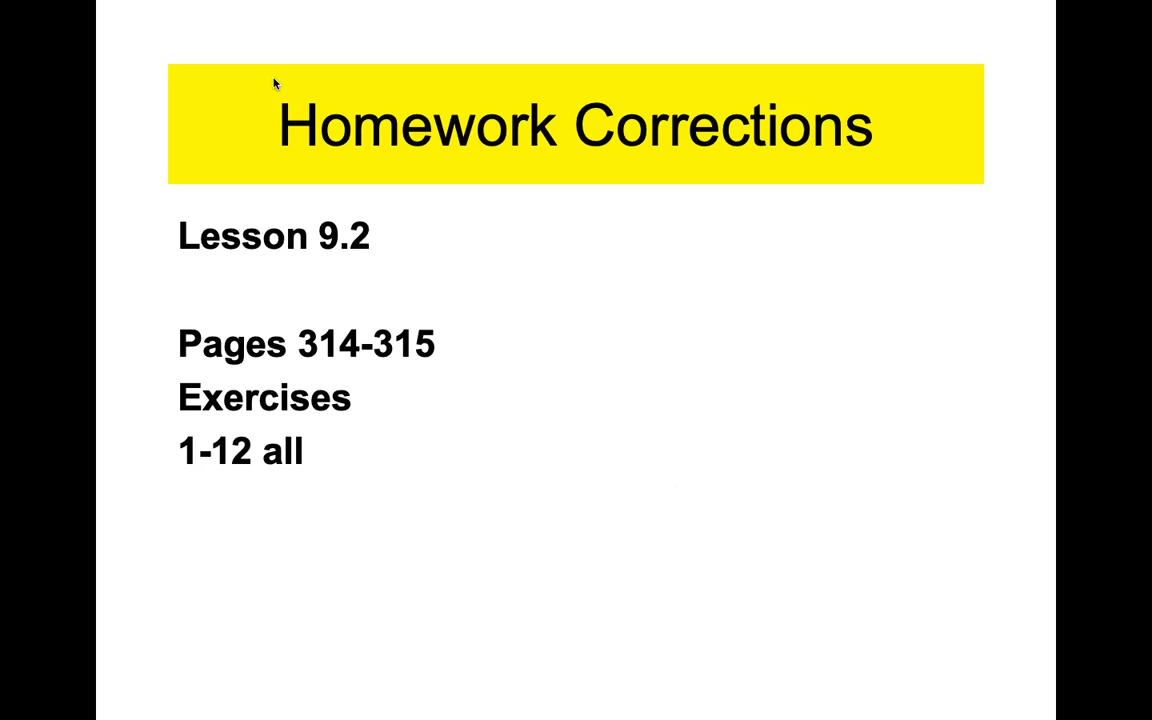 Homework Corrections
Lesson 9.2
Pages 314-315
Exercises
1-12 all